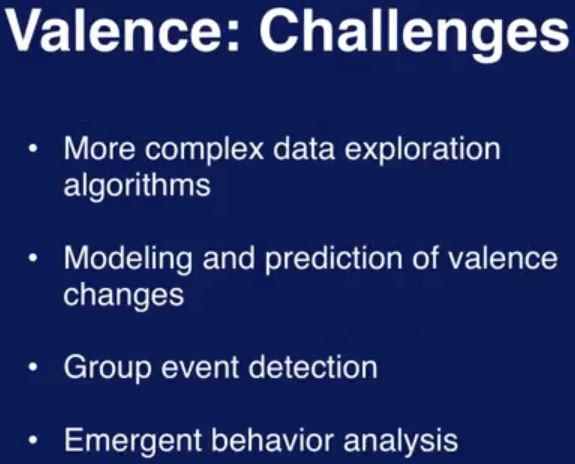 Valence: Challenges
• More complex data exploration
algorithms
• Modeling and prediction of valence
changes
• Group event detection
• Emergent behavior analysis